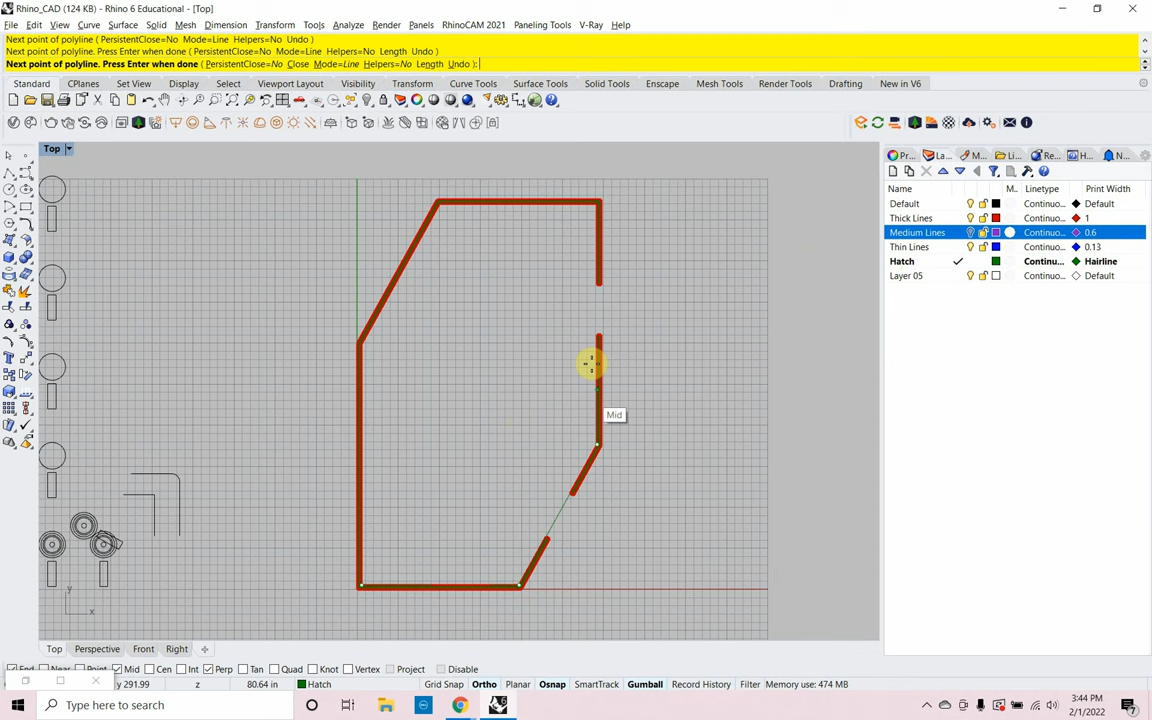 Rhino_CAD (124 KB) - Rhino 6 Educational - [Top]
File Edit View Curve Surface Solid Mesh Dimension Transform Tools Analyze Render Panels RhinoCAM 2021 Paneling Tools V-Ray Help
Next point of polyline ( PersistentClose=No Mode=Line Helpers=No Undo )
Next point of polyline. Press Enter when done ( PersistentClose=No Mode=Line Helpers=No Length Undo )
Next point of polyline. Press Enter when done ( PersistentClose=No Close Mode=Line Helpers=No Length Undo ):
Standard CPlanes Set View Display Select Viewport Layout Visibility Transform Curve Tools Surface Tools Solid Tools Mesh Tools Render Tools Drafting New in V6
Top
Pr... La... M... Li... Re... H... N...
Name M.. Linetype Print Width
Default Continuo... Default
Thick Lines Continuo... 1
Medium Lines Continuo... 0.6
Thin Lines Continuo... 0.13
Hatch Continu... Hairline
Layer 05 Continuo... Default
Mid
y
x
Top Perspective Front Right
End Near Point Mid Cen Int Perp Tan Quad Knot Vertex Project Disable
y 291.99 z 80.64 in Hatch Grid Snap Ortho Planar Osnap SmartTrack Gumball Record History Filter Memory use: 474 MB
Type here to search
3:44 PM
2/1/2022